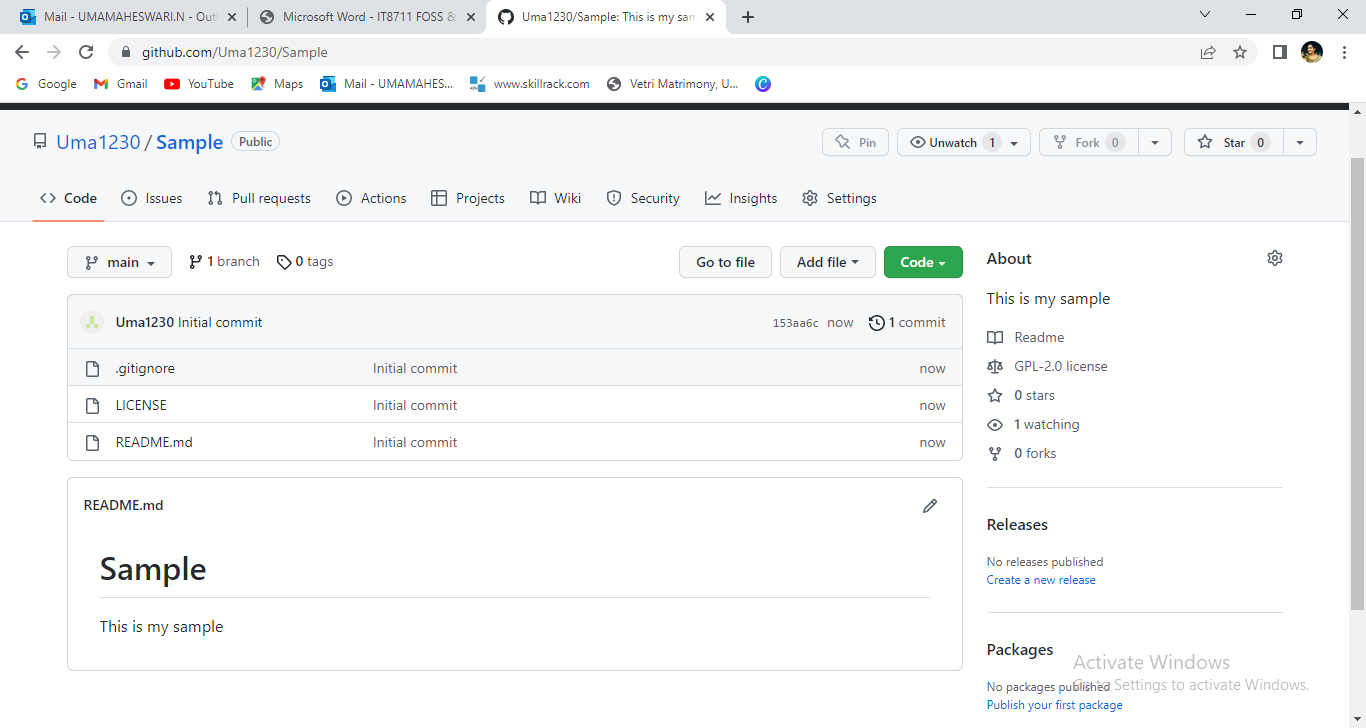 Mail - UMAMAHESWARI.N - Out
Microsoft Word - IT8711 FOSS &
Uma1230/Sample: This is my sam
github.com/Uma1230/Sample
Google Gmail YouTube Maps Mail - UMAMAHES... www.skillrack.com Vetri Matrimony, U...
Uma1230 / Sample Public
Pin Unwatch 1 Fork 0 Star 0
Code Issues Pull requests Actions Projects Wiki Security Insights Settings
main 1 branch 0 tags Go to file Add file Code
Uma1230 Initial commit 153aa6c now 1 commit
.gitignore Initial commit now
LICENSE Initial commit now
README.md Initial commit now
README.md
Sample
This is my sample
About
This is my sample
Readme
GPL-2.0 license
0 stars
1 watching
0 forks
Releases
No releases published
Create a new release
Packages
No packages published
Publish your first package
Activate Windows
Go to Settings to activate Windows.